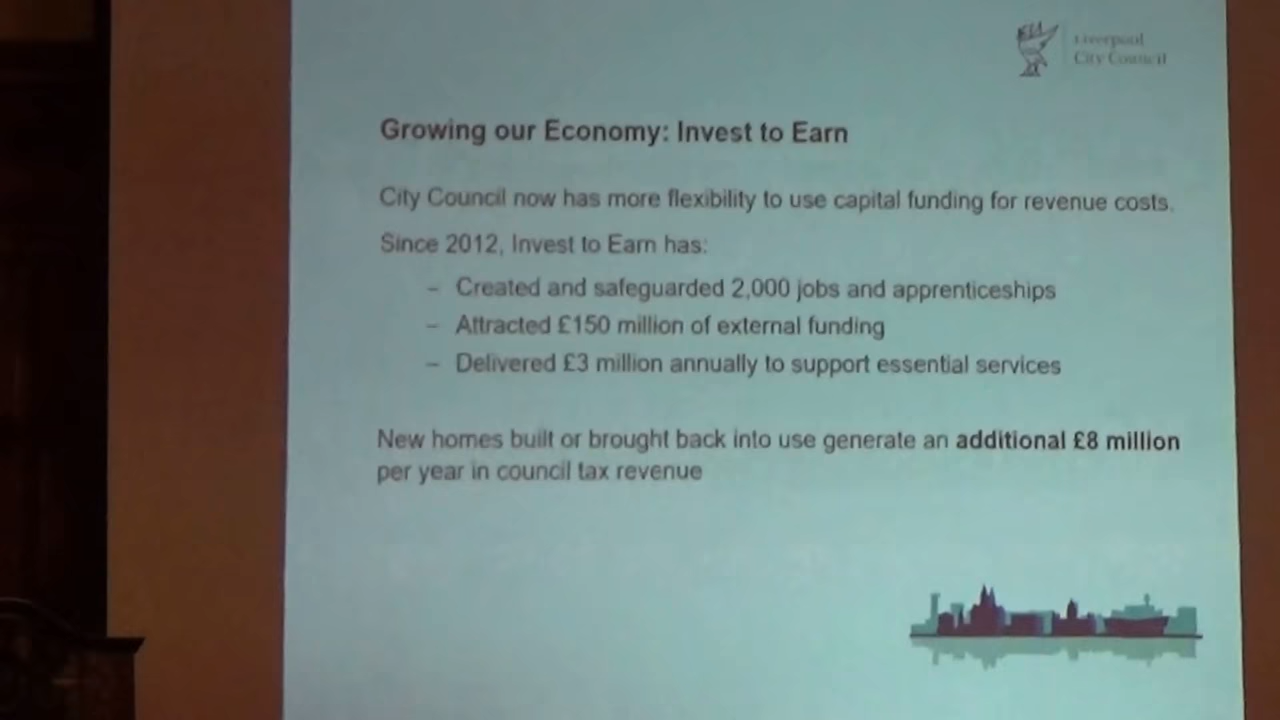 Liverpool
City Council
Growing our Economy: Invest to Earn
City Council now has more flexibility to use capital funding for revenue costs.
Since 2012, Invest to Earn has:
– Created and safeguarded 2,000 jobs and apprenticeships
– Attracted £150 million of external funding
– Delivered £3 million annually to support essential services
New homes built or brought back into use generate an additional £8 million
per year in council tax revenue